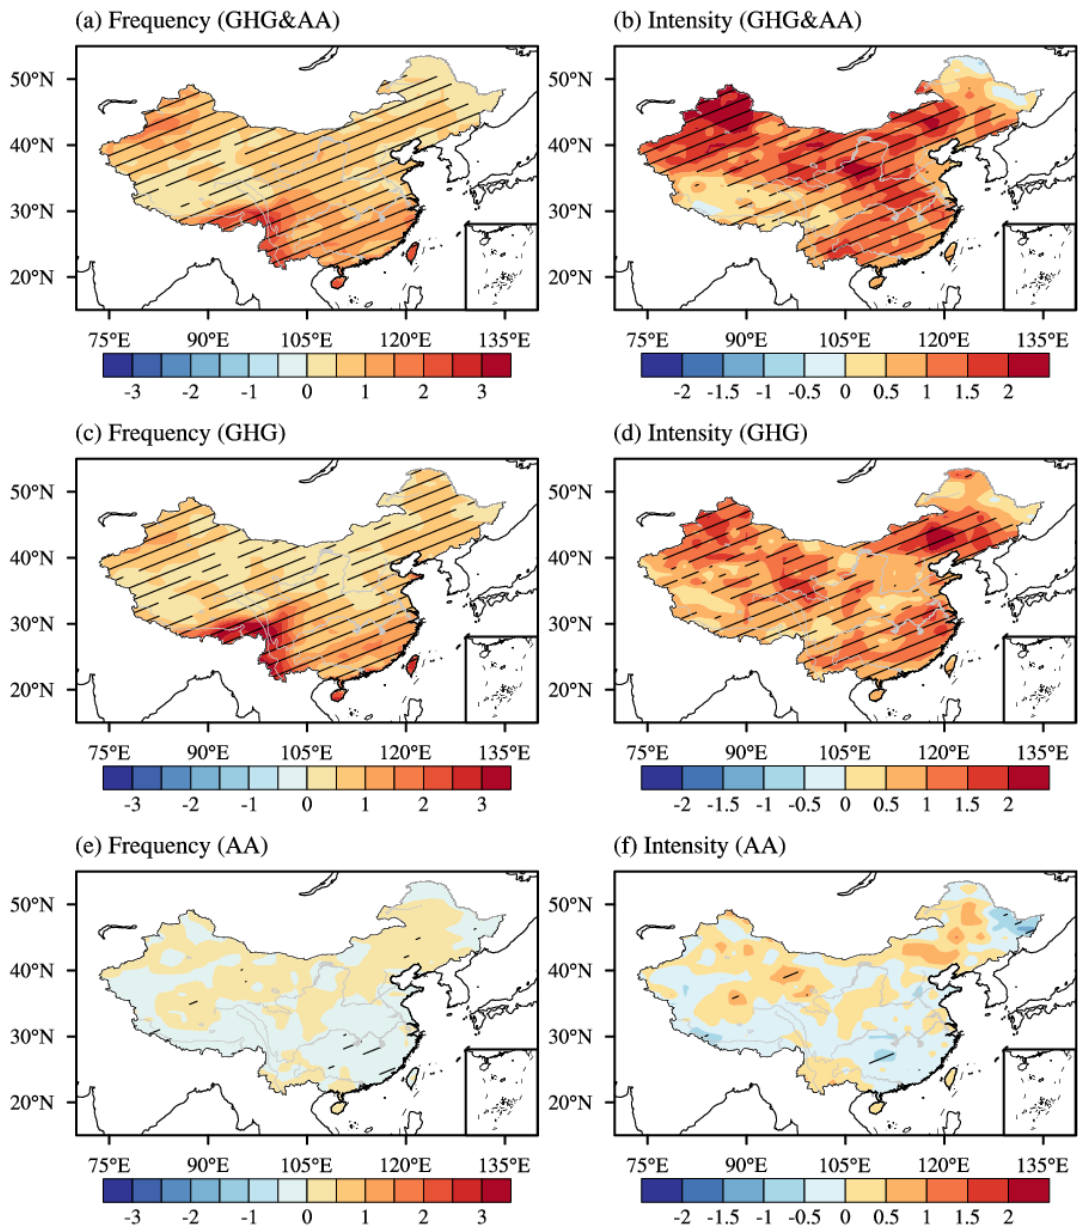 (a) Frequency (GHG&AA)
(b) Intensity (GHG&AA)
50°N
40°N
30°N
20°N
50°N
40°N
30°N
20°N
75°E 90°E 105°E 120°E 135°E
75°E 90°E 105°E 120°E 135°E
-3 -2 -1 0 1 2 3
-2 -1.5 -1 -0.5 0 0.5 1 1.5 2
(c) Frequency (GHG)
(d) Intensity (GHG)
50°N
40°N
30°N
20°N
50°N
40°N
30°N
20°N
75°E 90°E 105°E 120°E 135°E
75°E 90°E 105°E 120°E 135°E
-3 -2 -1 0 1 2 3
-2 -1.5 -1 -0.5 0 0.5 1 1.5 2
(e) Frequency (AA)
(f) Intensity (AA)
50°N
40°N
30°N
20°N
50°N
40°N
30°N
20°N
75°E 90°E 105°E 120°E 135°E
75°E 90°E 105°E 120°E 135°E
-3 -2 -1 0 1 2 3
-2 -1.5 -1 -0.5 0 0.5 1 1.5 2